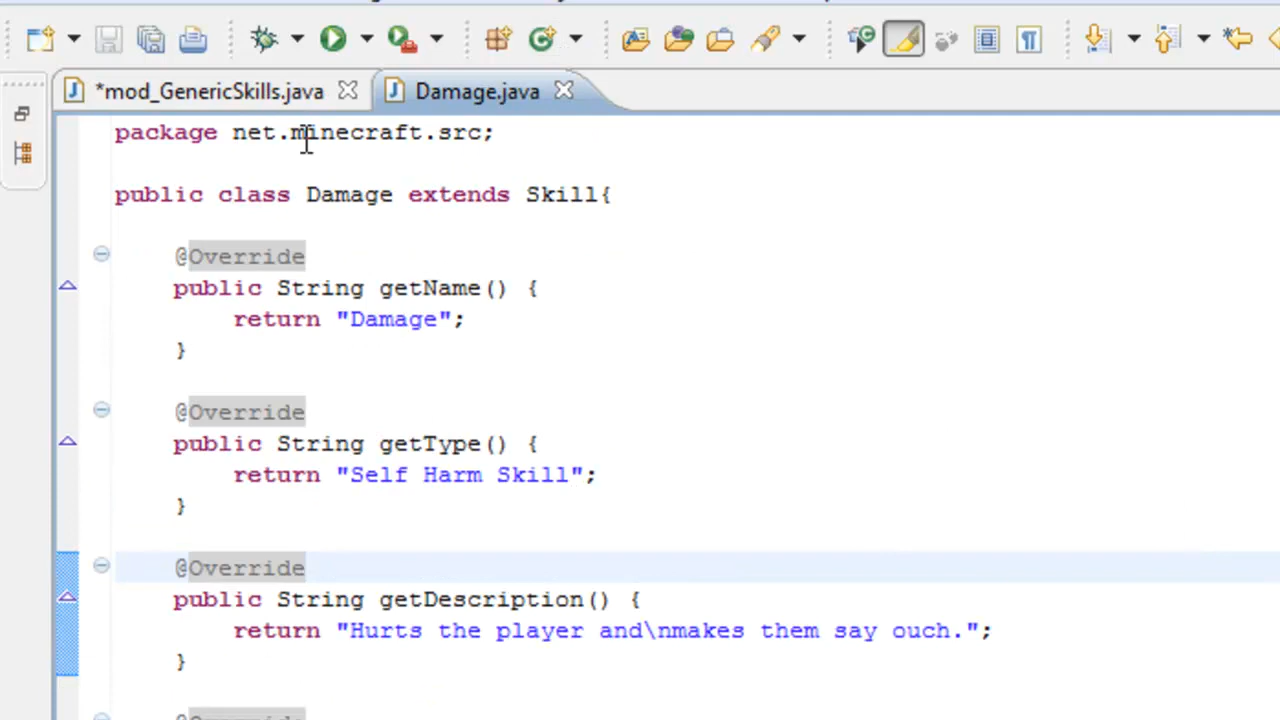 *mod_GenericSkills.java
Damage.java
package net.minecraft.src;
public class Damage extends Skill{
@Override
public String getName() {
return "Damage";
}
@Override
public String getType() {
return "Self Harm Skill";
}
@Override
public String getDescription() {
return "Hurts the player and\nmakes them say ouch.";
}